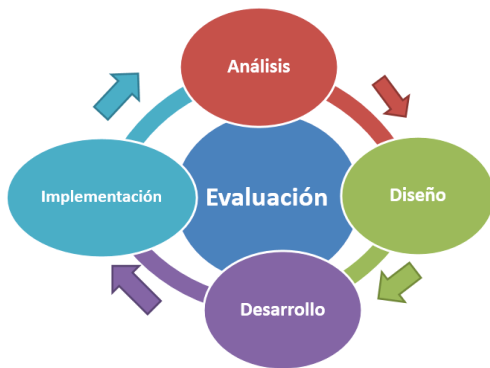 Análisis
Implementación
Evaluación
Diseño
Desarrollo